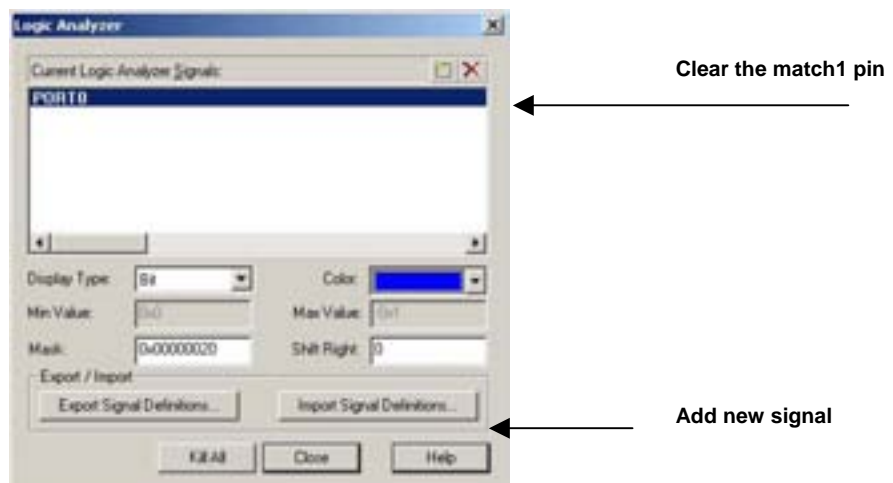 Logic Analyzer
Current Logic Analyzer Signals:
Clear the match1 pin
PORT0
Display Type: Bit Color:
Min Value: 0x0 Max Value: 0x1
Mask: 0x00000020 Shift Right: 0
Export / Import
Export Signal Definitions... Import Signal Definitions...
Add new signal
Kill All Close Help